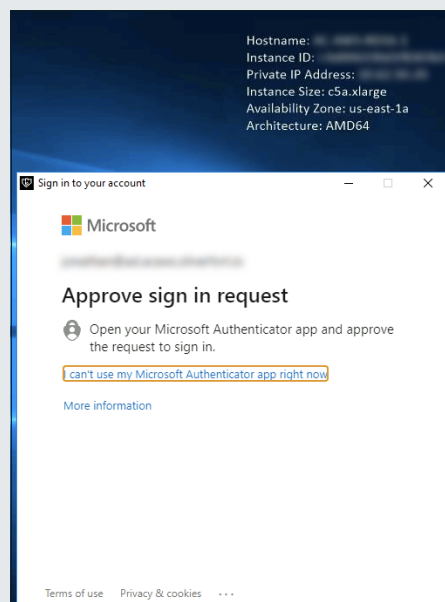 Hostname:
Instance ID:
Private IP Address:
Instance Size: c5a.xlarge
Availability Zone: us-east-1a
Architecture: AMD64
Sign in to your account
Microsoft
Approve sign in request
Open your Microsoft Authenticator app and approve
the request to sign in.
I can't use my Microsoft Authenticator app right now
More information
Terms of use Privacy & cookies ...